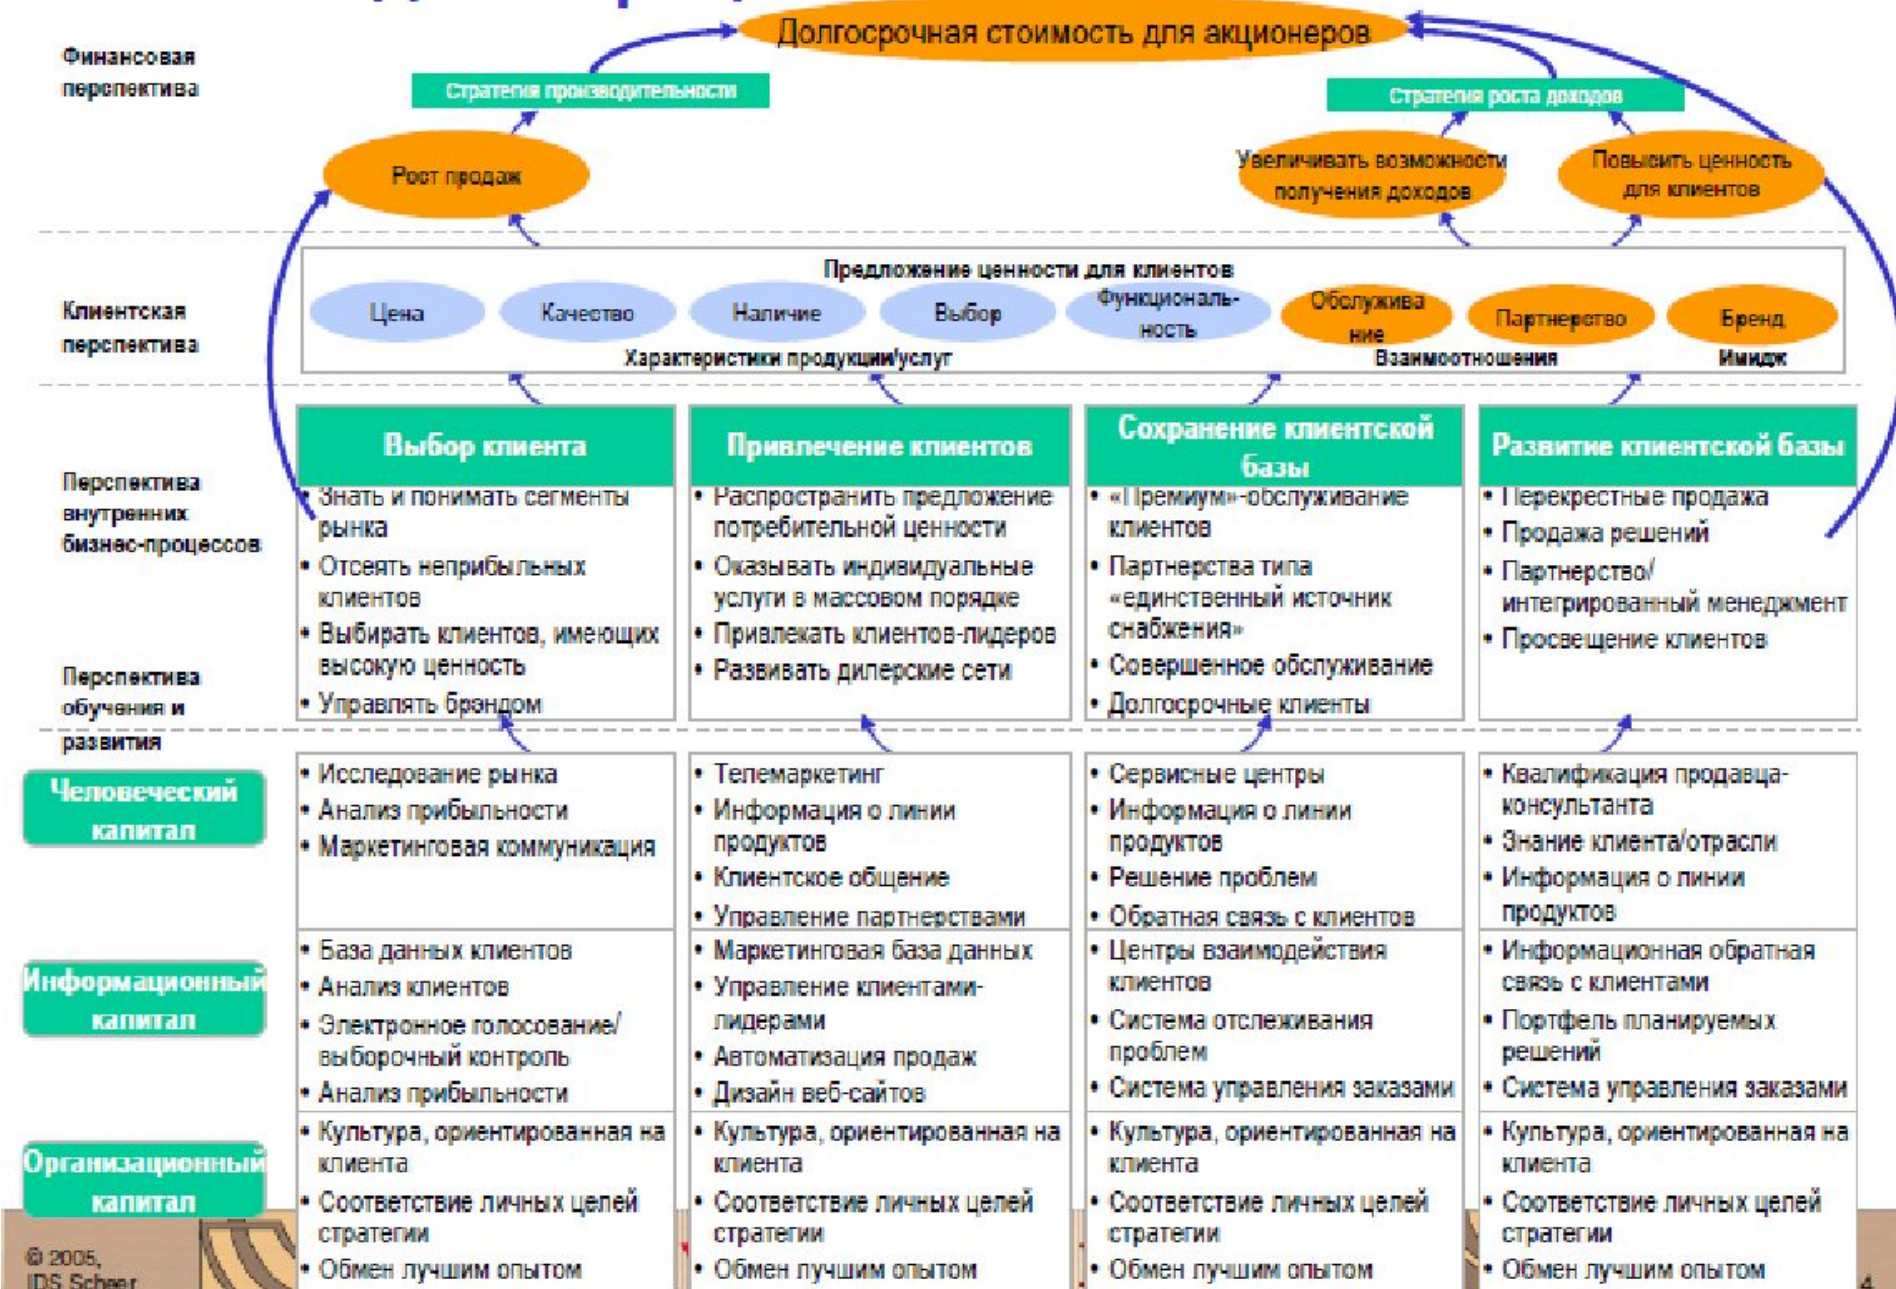 Долгосрочная стоимость для акционеров
Финансовая
перспектива
Стратегия производительности
Стратегия роста доходов
Рост продаж
Увеличивать возможности
получения доходов
Повысить ценность
для клиентов
Клиентская
перспектива
Предложение ценности для клиентов
Цена
Качество
Наличие
Выбор
Функциональ-
ность
Обслужива
ние
Партнерство
Бренд
Характеристики продукции/услуг
Взаимоотношения
Имидж
Перспектива
внутренних
бизнес-процессов
Выбор клиента
• Знать и понимать сегменты
рынка
• Отсеять неприбыльных
клиентов
• Выбирать клиентов, имеющих
высокую ценность
• Управлять брэндом
Привлечение клиентов
• Распространить предложение
потребительной ценности
• Оказывать индивидуальные
услуги в массовом порядке
• Привлекать клиентов-лидеров
• Развивать дилерские сети
Сохранение клиентской
базы
• «Премиум»-обслуживание
клиентов
• Партнерства типа
«единственный источник
снабжения»
• Совершенное обслуживание
• Долгосрочные клиенты
Развитие клиентской базы
• Перекрестные продажа
• Продажа решений
• Партнерство/
интегрированный менеджмент
• Просвещение клиентов
Перспектива
обучения и
развития
Человеческий
капитал
• Исследование рынка
• Анализ прибыльности
• Маркетинговая коммуникация
• Телемаркетинг
• Информация о линии
продуктов
• Клиентское общение
• Управление партнерствами
• Сервисные центры
• Информация о линии
продуктов
• Решение проблем
• Обратная связь с клиентов
• Квалификация продавца-
консультанта
• Знание клиента/отрасли
• Информация о линии
продуктов
Информационный
капитал
• База данных клиентов
• Анализ клиентов
• Электронное голосование/
выборочный контроль
• Анализ прибыльности
• Маркетинговая база данных
• Управление клиентами-
лидерами
• Автоматизация продаж
• Дизайн веб-сайтов
• Центры взаимодействия
клиентов
• Система отслеживания
проблем
• Система управления заказами
• Информационная обратная
связь с клиентами
• Портфель планируемых
решений
• Система управления заказами
Организационный
капитал
• Культура, ориентированная на
клиента
• Соответствие личных целей
стратегии
• Обмен лучшим опытом
• Культура, ориентированная на
клиента
• Соответствие личных целей
стратегии
• Обмен лучшим опытом
• Культура, ориентированная на
клиента
• Соответствие личных целей
стратегии
• Обмен лучшим опытом
• Культура, ориентированная на
клиента
• Соответствие личных целей
стратегии
• Обмен лучшим опытом
© 2005,
IDS Scheer
4